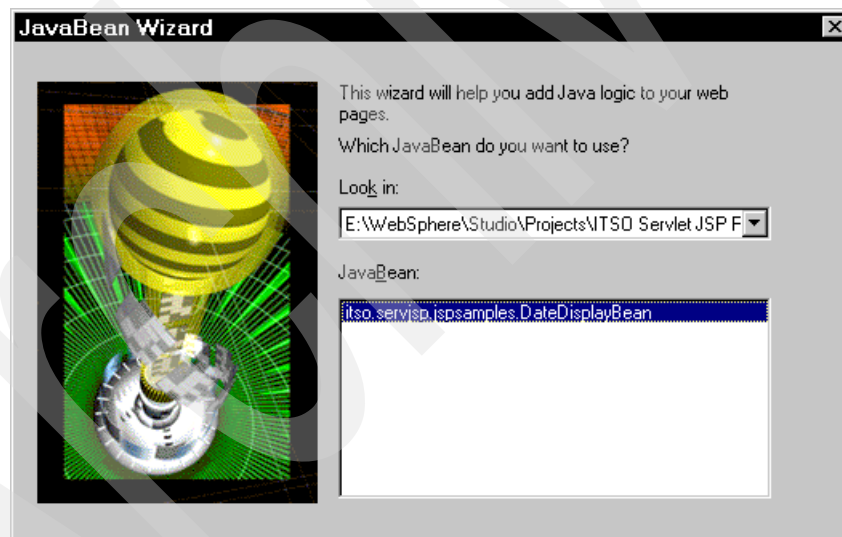 JavaBean Wizard
This wizard will help you add Java logic to your web
pages.
Which JavaBean do you want to use?
Look in:
E:\WebSphere\Studio\Projects\ITSO Servlet JSP F
JavaBean:
itso.servjsp.jspsamples.DateDisplayBean